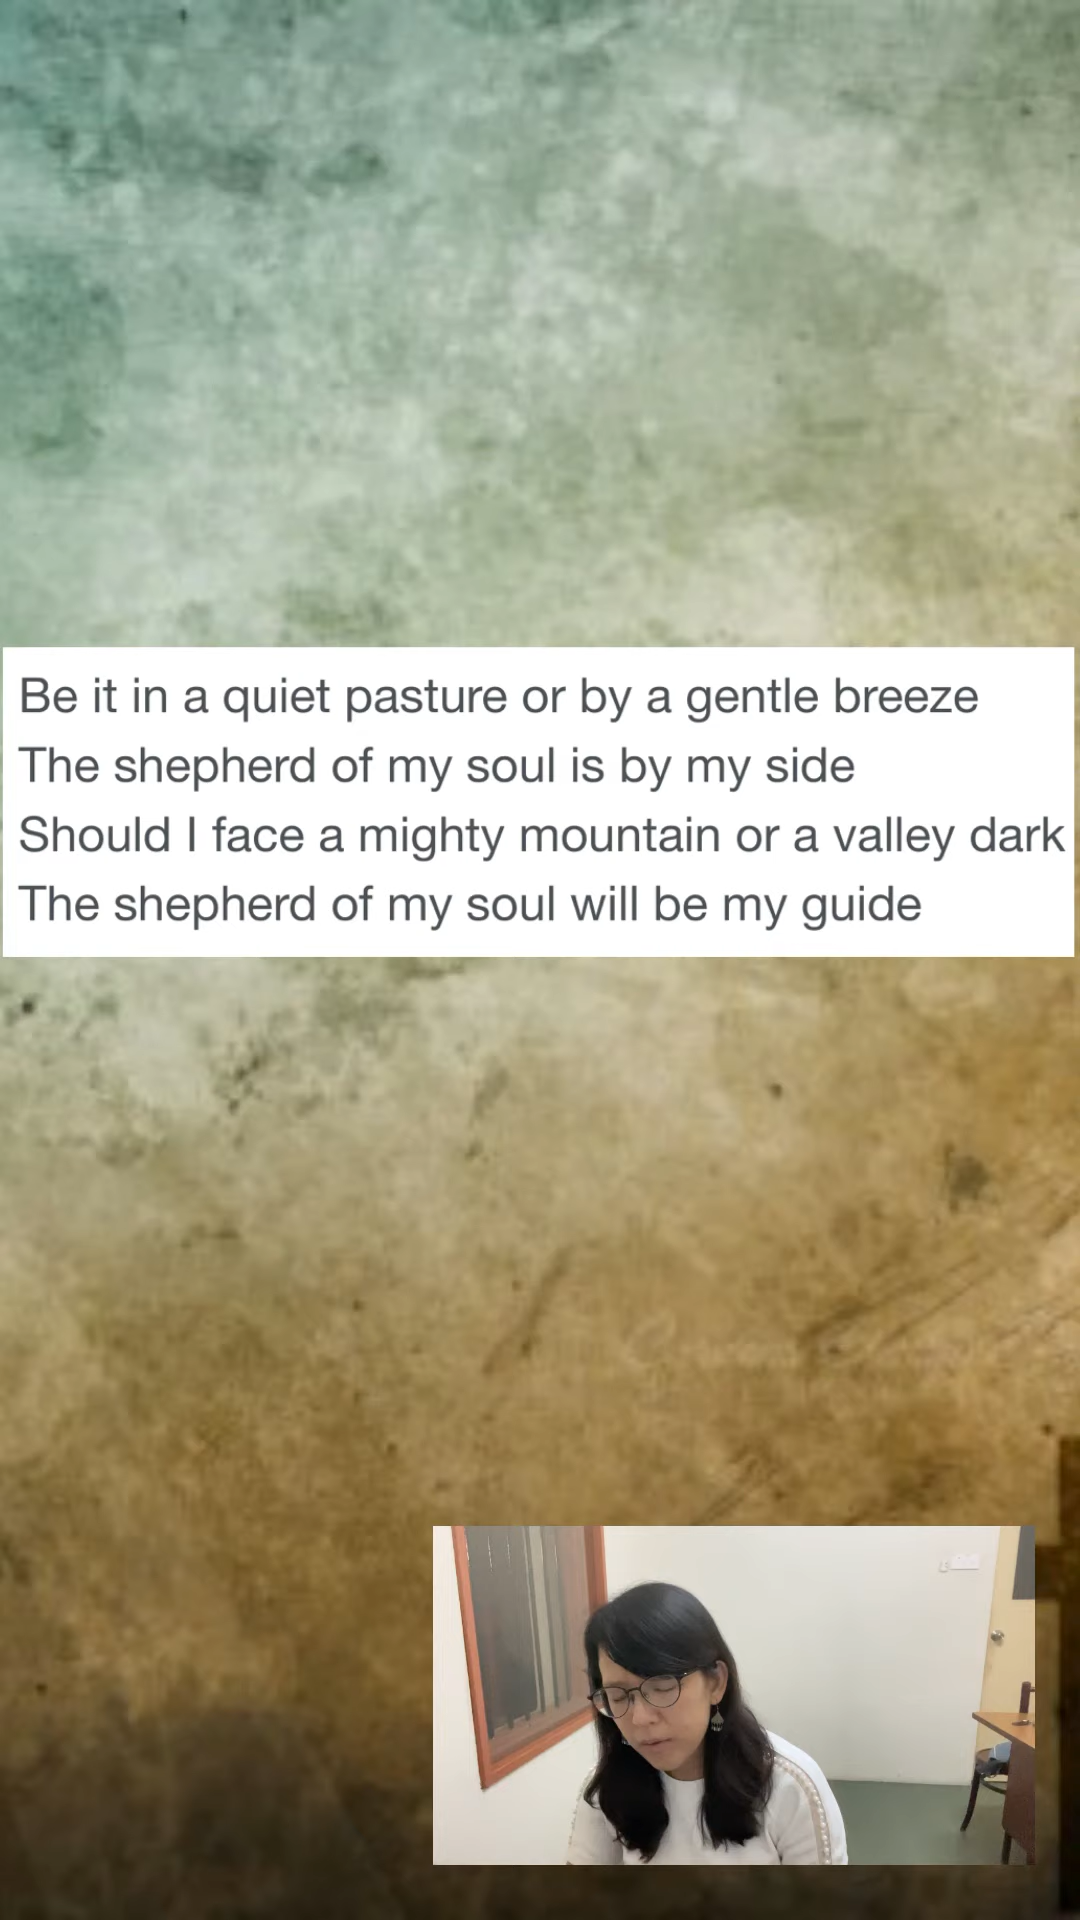 Be it in a quiet pasture or by a gentle breeze
The shepherd of my soul is by my side
Should I face a mighty mountain or a valley dark
The shepherd of my soul will be my guide